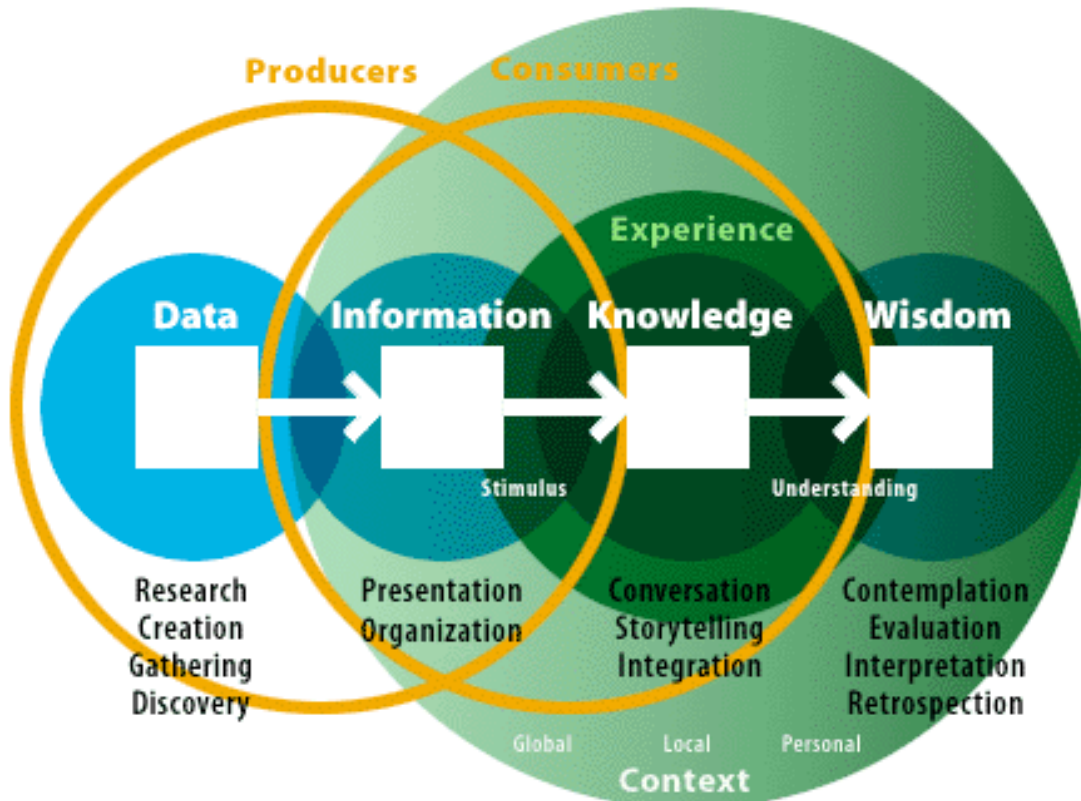 Producers
Consumers
Experience
Data
Information
Knowledge
Wisdom
Stimulus
Understanding
Research
Creation
Gathering
Discovery
Presentation
Organization
Conversation
Storytelling
Integration
Contemplation
Evaluation
Interpretation
Retrospection
Global
Local
Personal
Context